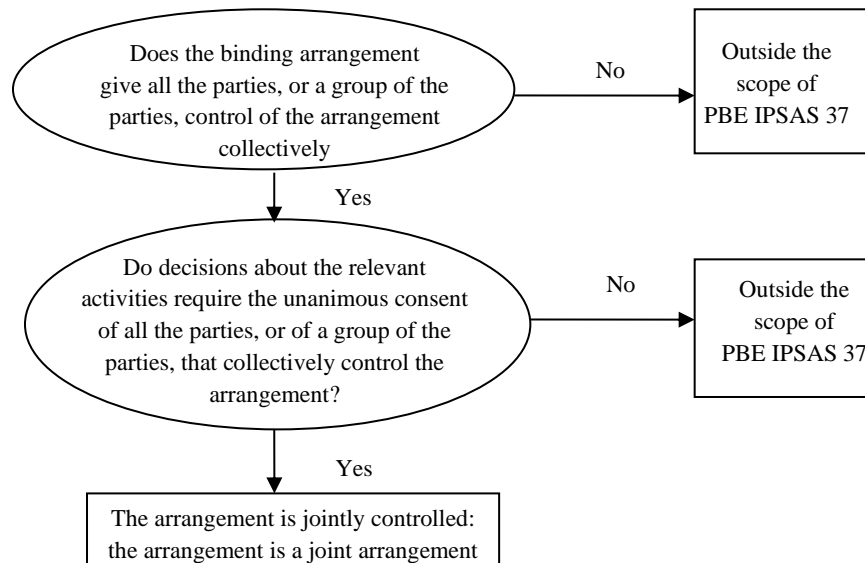 Does the binding arrangement
give all the parties, or a group of the
parties, control of the arrangement
collectively
No
Outside the
scope of
PBE IPSAS 37
Yes
Do decisions about the relevant
activities require the unanimous consent
of all the parties, or of a group of the
parties, that collectively control the
arrangement?
No
Outside the
scope of
PBE IPSAS 37
Yes
The arrangement is jointly controlled:
the arrangement is a joint arrangement